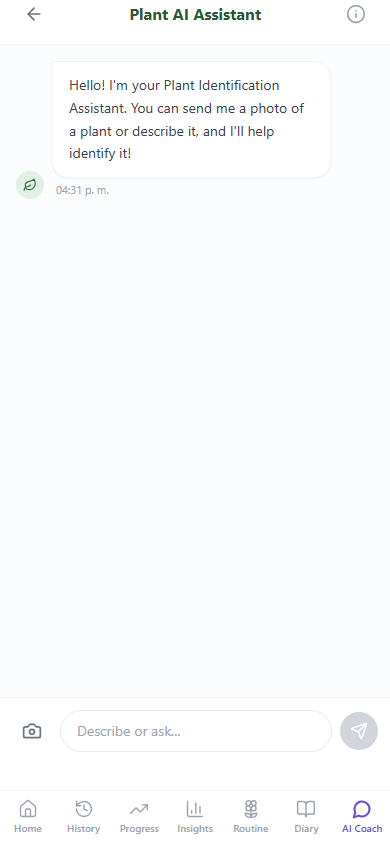 Plant AI Assistant
Hello! I'm your Plant Identification
Assistant. You can send me a photo of
a plant or describe it, and I'll help
identify it!
04:31 p. m.
Describe or ask...
Home History Progress Insights Routine Diary AI Coach